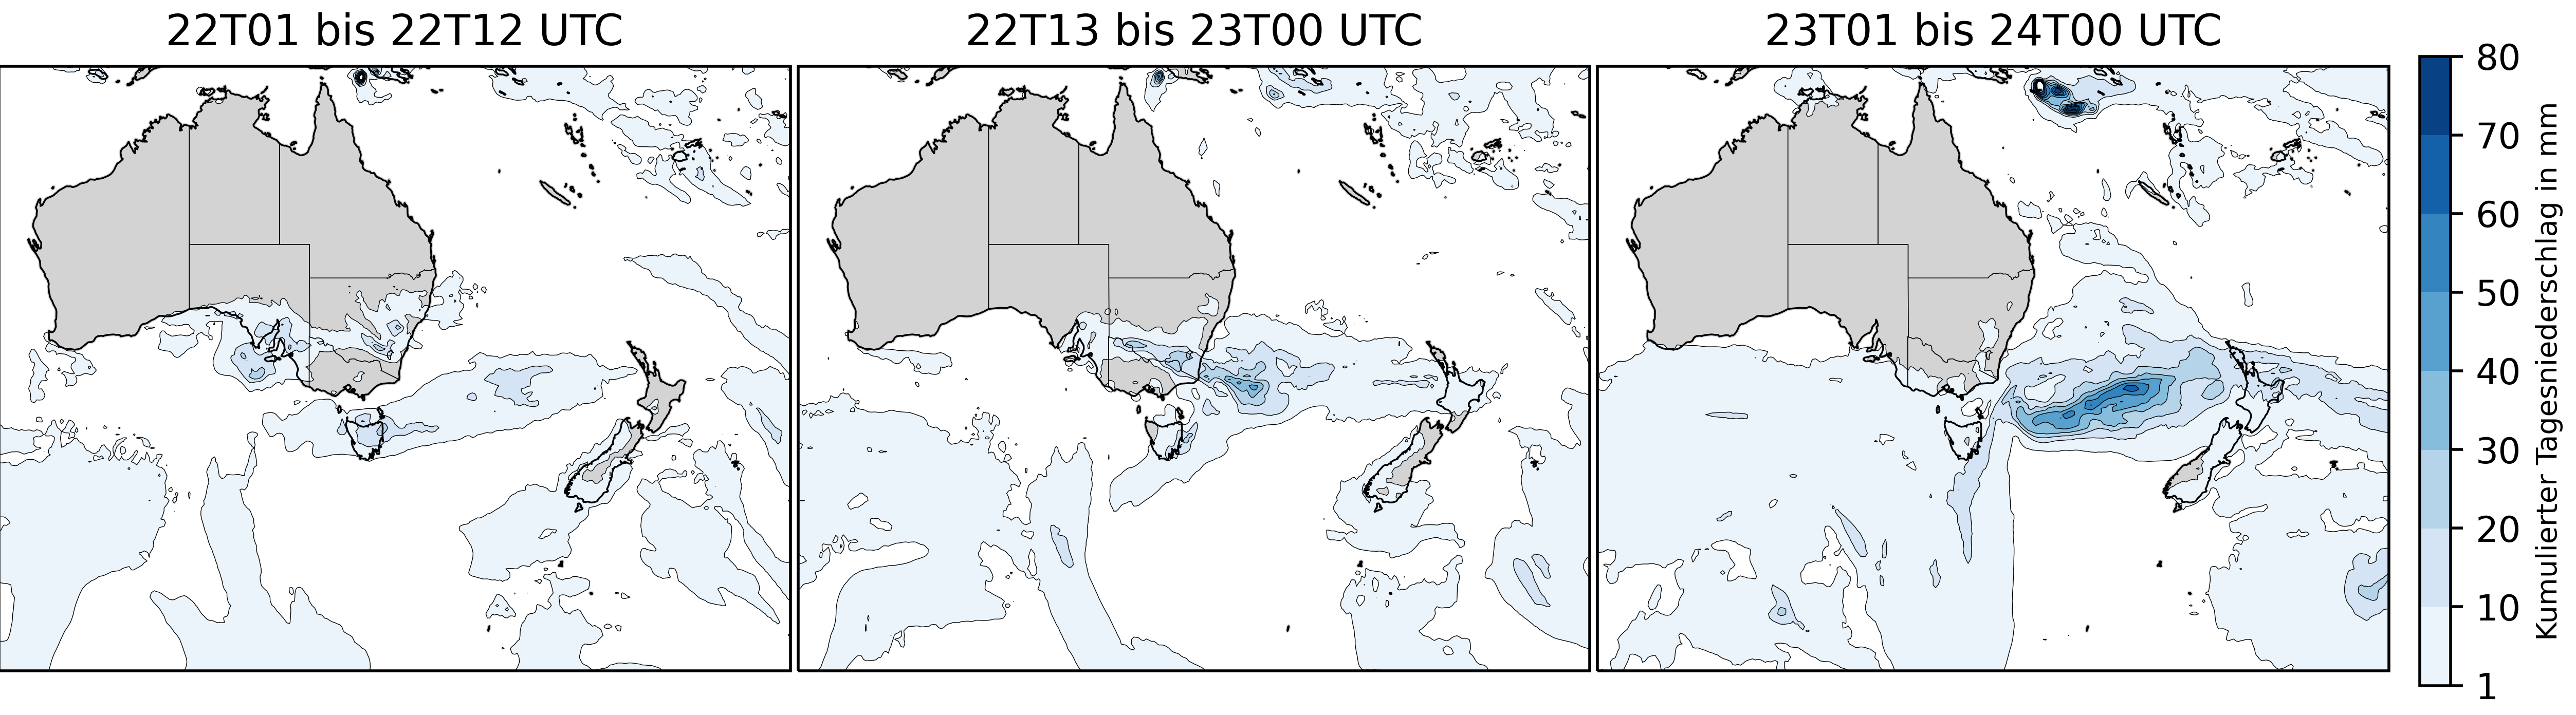 22T01 bis 22T12 UTC
22T13 bis 23T00 UTC
23T01 bis 24T00 UTC
80
70
60
50
40
30
20
10
1
Kumulierter Tagesniederschlag in mm